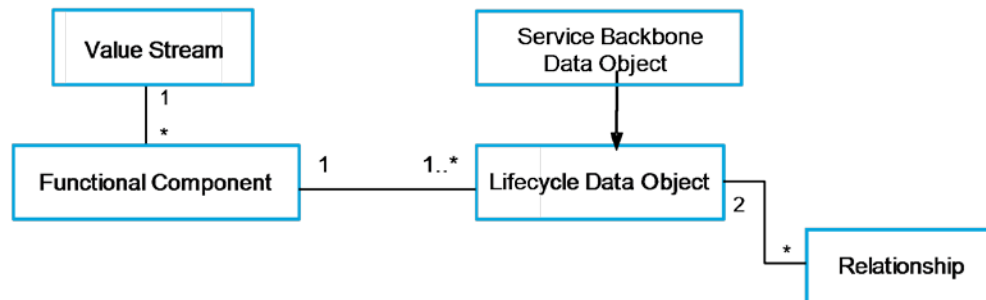 Value Stream
Service Backbone
Data Object
1
*
Functional Component
1
1..*
Lifecycle Data Object
2
*
Relationship